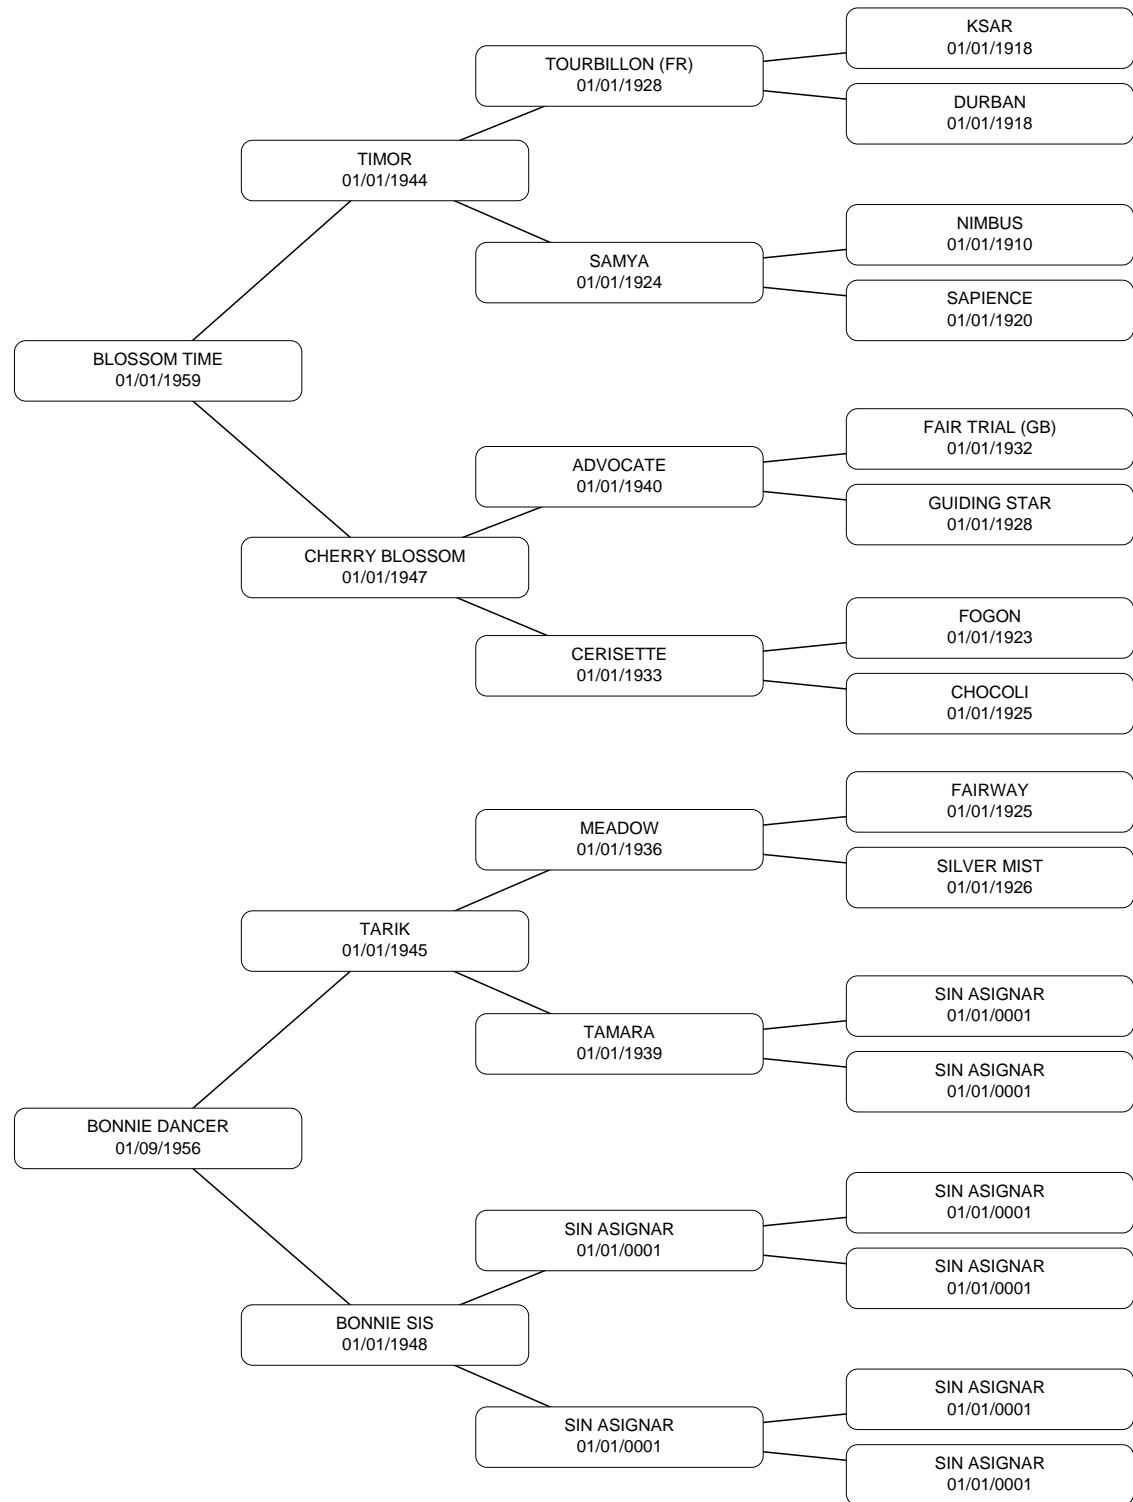 KSAR
01/01/1918
TOURBILLON (FR)
01/01/1928
DURBAN
01/01/1918
TIMOR
01/01/1944
NIMBUS
01/01/1910
SAMYA
01/01/1924
SAPIENCE
01/01/1920
BLOSSOM TIME
01/01/1959
FAIR TRIAL (GB)
01/01/1932
ADVOCATE
01/01/1940
GUIDING STAR
01/01/1928
CHERRY BLOSSOM
01/01/1947
FOGON
01/01/1923
CERISETTE
01/01/1933
CHOCOLI
01/01/1925
FAIRWAY
01/01/1925
MEADOW
01/01/1936
SILVER MIST
01/01/1926
TARIK
01/01/1945
SIN ASIGNAR
01/01/0001
TAMARA
01/01/1939
SIN ASIGNAR
01/01/0001
BONNIE DANCER
01/09/1956
SIN ASIGNAR
01/01/0001
SIN ASIGNAR
01/01/0001
SIN ASIGNAR
01/01/0001
BONNIE SIS
01/01/1948
SIN ASIGNAR
01/01/0001
SIN ASIGNAR
01/01/0001
SIN ASIGNAR
01/01/0001